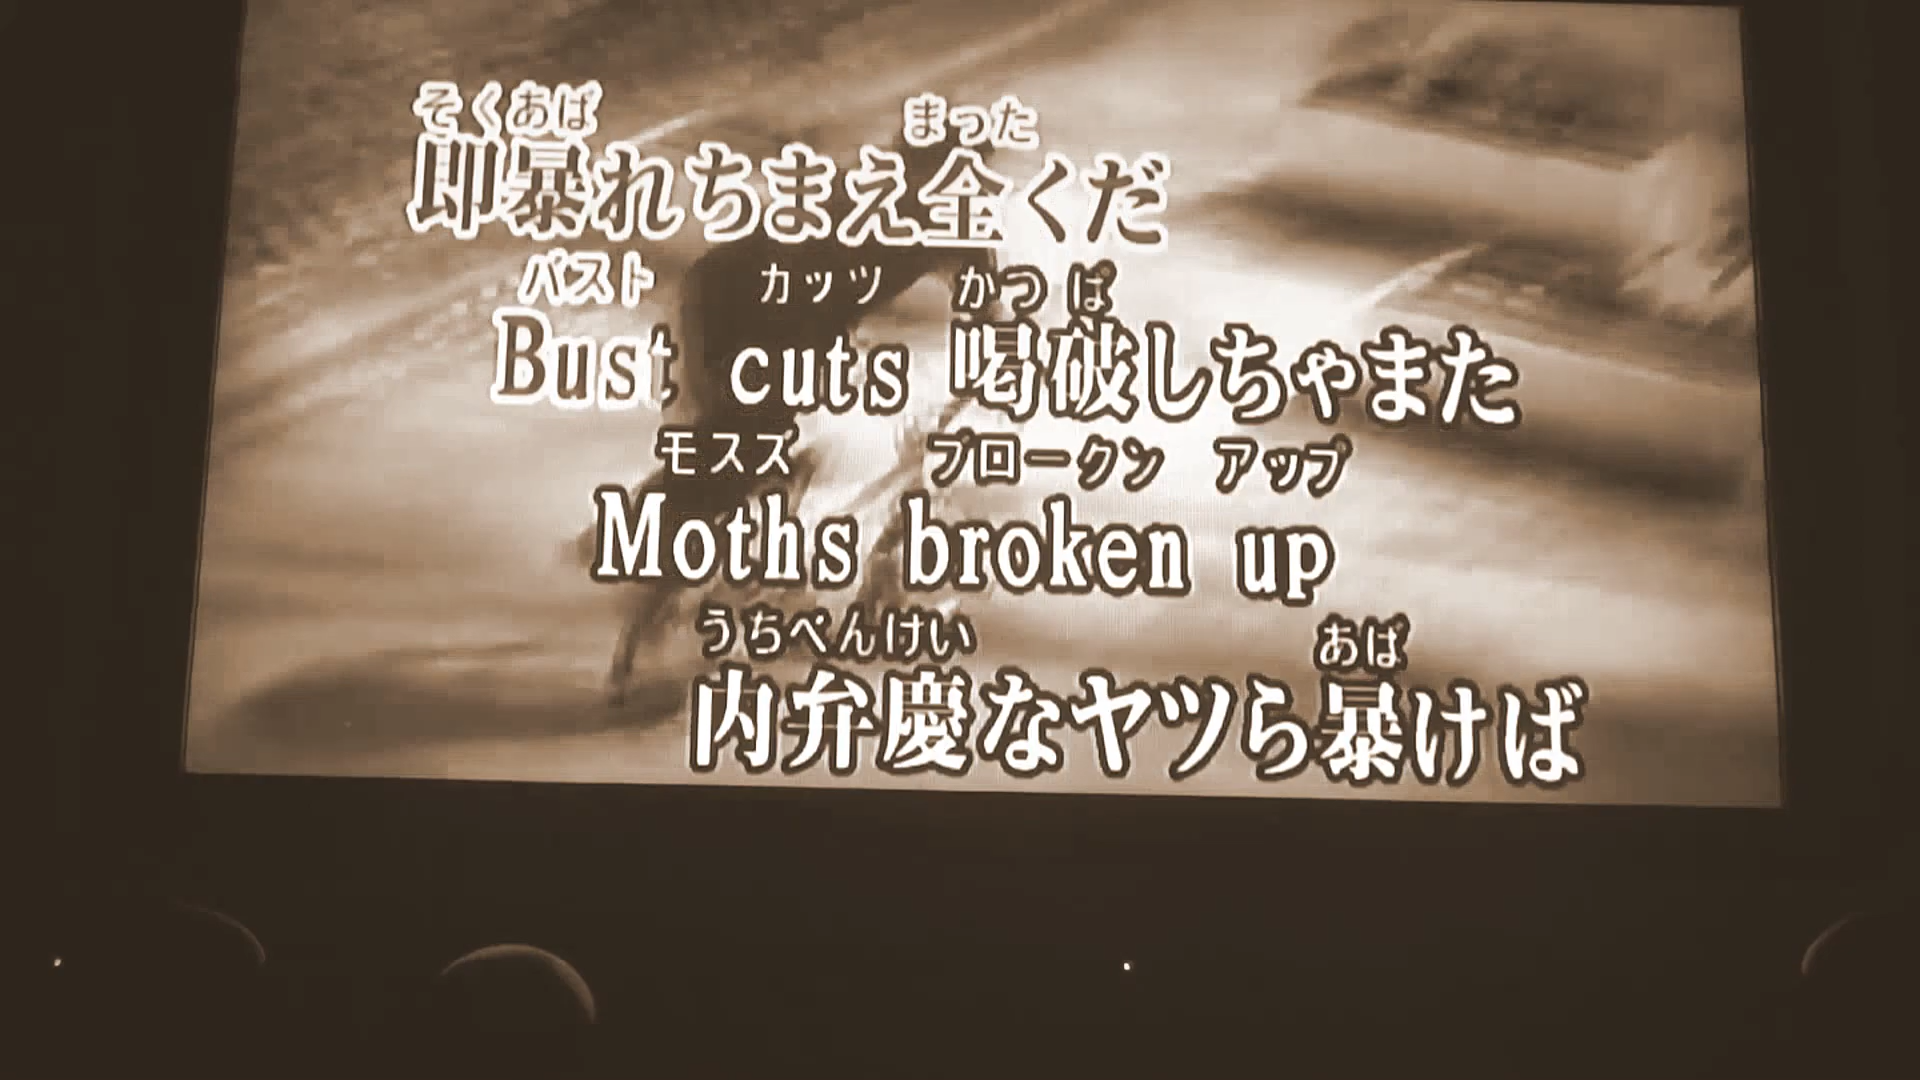 そくあば まった
即暴れちまえ全くだ
バスト カッツ かつ ぱ
Bust cuts 喝破しちゃまた
モスズ ブロークン アップ
Moths broken up
うちべんけい あば
内弁慶なヤツら暴けば